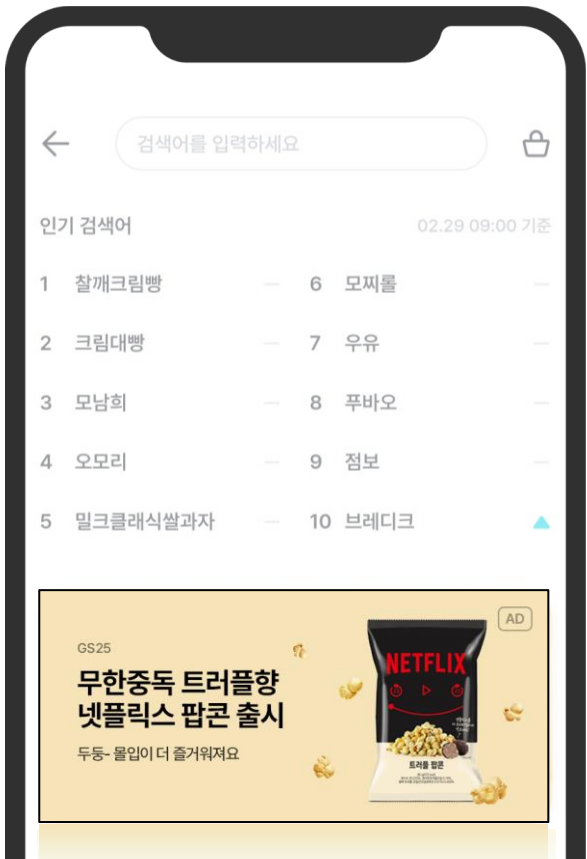 검색어를 입력하세요
인기 검색어
02.29 09:00 기준
1 찰깨크림빵
6 모찌롤
2 크림대빵
7 우유
3 모남희
8 푸바오
4 오모리
9 점보
5 밀크클래식쌀과자
10 브레디크
AD
GS25
무한중독 트러플향
넷플릭스 팝콘 출시
두둥- 몰입이 더 즐거워져요
NETFLIX
트러플 팝콘